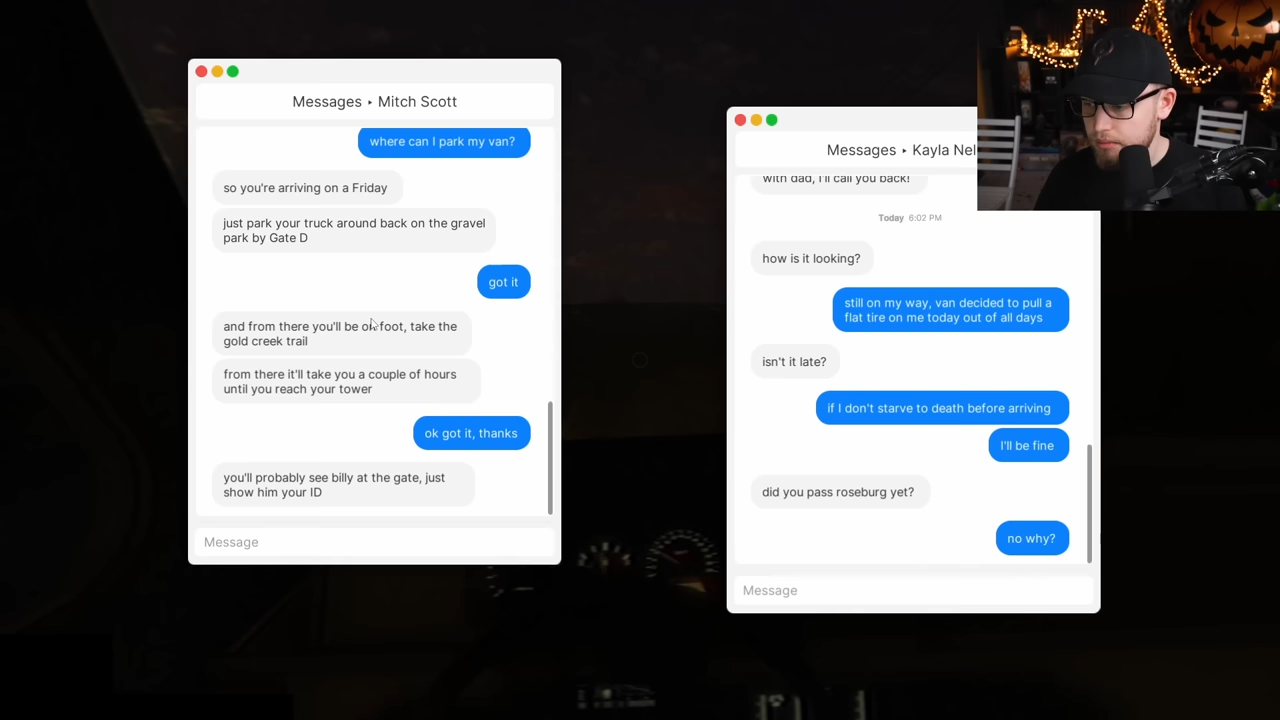 Messages ▸ Mitch Scott
where can I park my van?
so you're arriving on a Friday
just park your truck around back on the gravel
park by Gate D
got it
and from there you'll be on foot, take the
gold creek trail
from there it'll take you a couple of hours
until you reach your tower
ok got it, thanks
you'll probably see billy at the gate, just
show him your ID
Message
Messages ▸ Kayla Nel
with dad, I'll call you back!
Today 6:02 PM
how is it looking?
still on my way, van decided to pull a
flat tire on me today out of all days
isn't it late?
if I don't starve to death before arriving
I'll be fine
did you pass roseburg yet?
no why?
Message